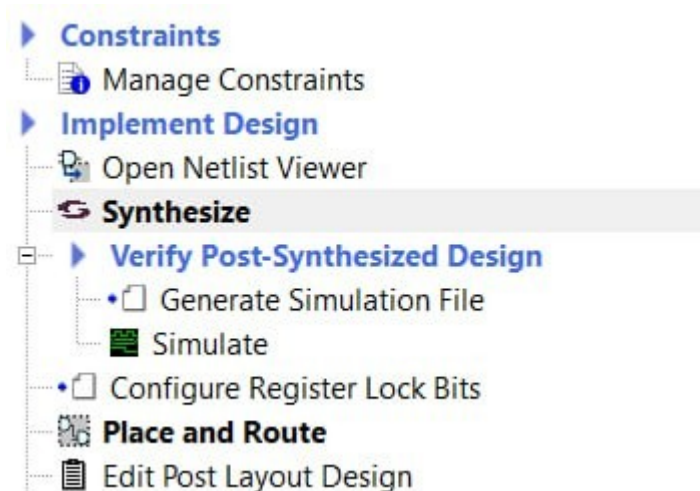 Constraints
Manage Constraints
Implement Design
Open Netlist Viewer
Synthesize
Verify Post-Synthesized Design
Generate Simulation File
Simulate
Configure Register Lock Bits
Place and Route
Edit Post Layout Design